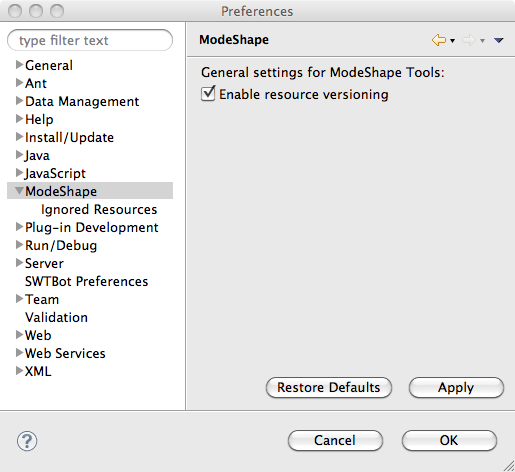 Preferences
type filter text
General
Ant
Data Management
Help
Install/Update
Java
JavaScript
ModeShape
Ignored Resources
Plug-in Development
Run/Debug
Server
SWTBot Preferences
Team
Validation
Web
Web Services
XML
ModeShape
General settings for ModeShape Tools:
Enable resource versioning
Restore Defaults
Apply
?
Cancel
OK